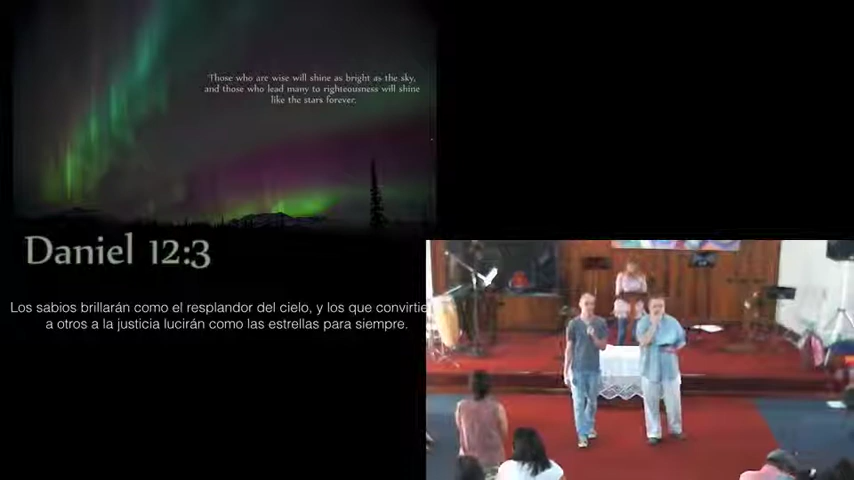 Those who are wise will shine as bright as the sky,
and those who lead many to righteousness will shine
like the stars forever.
Daniel 12:3
Los sabios brillarán como el resplandor del cielo, y los que convirtie
a otros a la justicia lucirán como las estrellas para siempre.